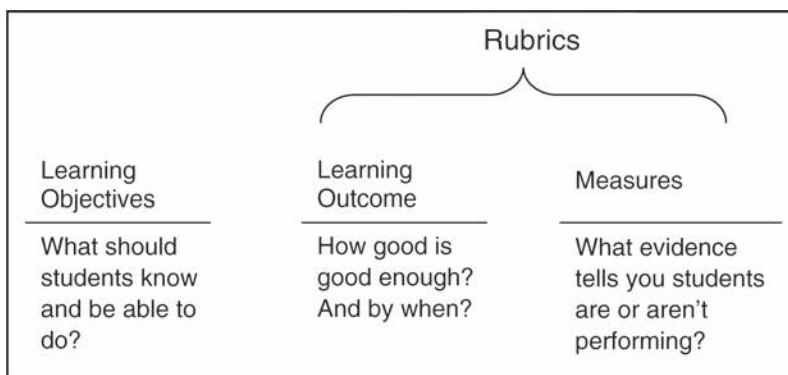 Rubrics
Learning
Objectives
What should
students know
and be able to
do?
Learning
Outcome
How good is
good enough?
And by when?
Measures
What evidence
tells you students
are or aren't
performing?